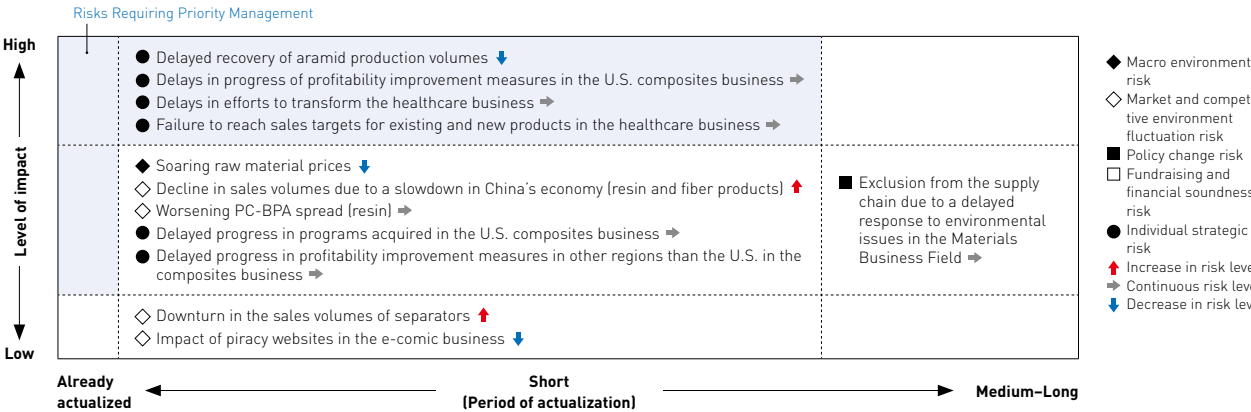 Risks Requiring Priority Management
High
Level of impact
Low
● Delayed recovery of aramid production volumes ⬇
● Delays in progress of profitability improvement measures in the U.S. composites business ➡
● Delays in efforts to transform the healthcare business ➡
● Failure to reach sales targets for existing and new products in the healthcare business ➡
◆ Soaring raw material prices ⬇
◇ Decline in sales volumes due to a slowdown in China’s economy (resin and fiber products) ⬆
◇ Worsening PC-BPA spread (resin) ➡
● Delayed progress in programs acquired in the U.S. composites business ➡
● Delayed progress in profitability improvement measures in other regions than the U.S. in the
composites business ➡
■ Exclusion from the supply
chain due to a delayed
response to environmental
issues in the Materials
Business Field ➡
◇ Downturn in the sales volumes of separators ⬆
◇ Impact of piracy websites in the e-comic business ⬇
Already
actualized
Short
(Period of actualization)
Medium–Long
◆ Macro environment
risk
◇ Market and compet
tive environment
fluctuation risk
■ Policy change risk
□ Fundraising and
financial soundness
risk
● Individual strategic
risk
⬆ Increase in risk leve
➡ Continuous risk leve
⬇ Decrease in risk lev